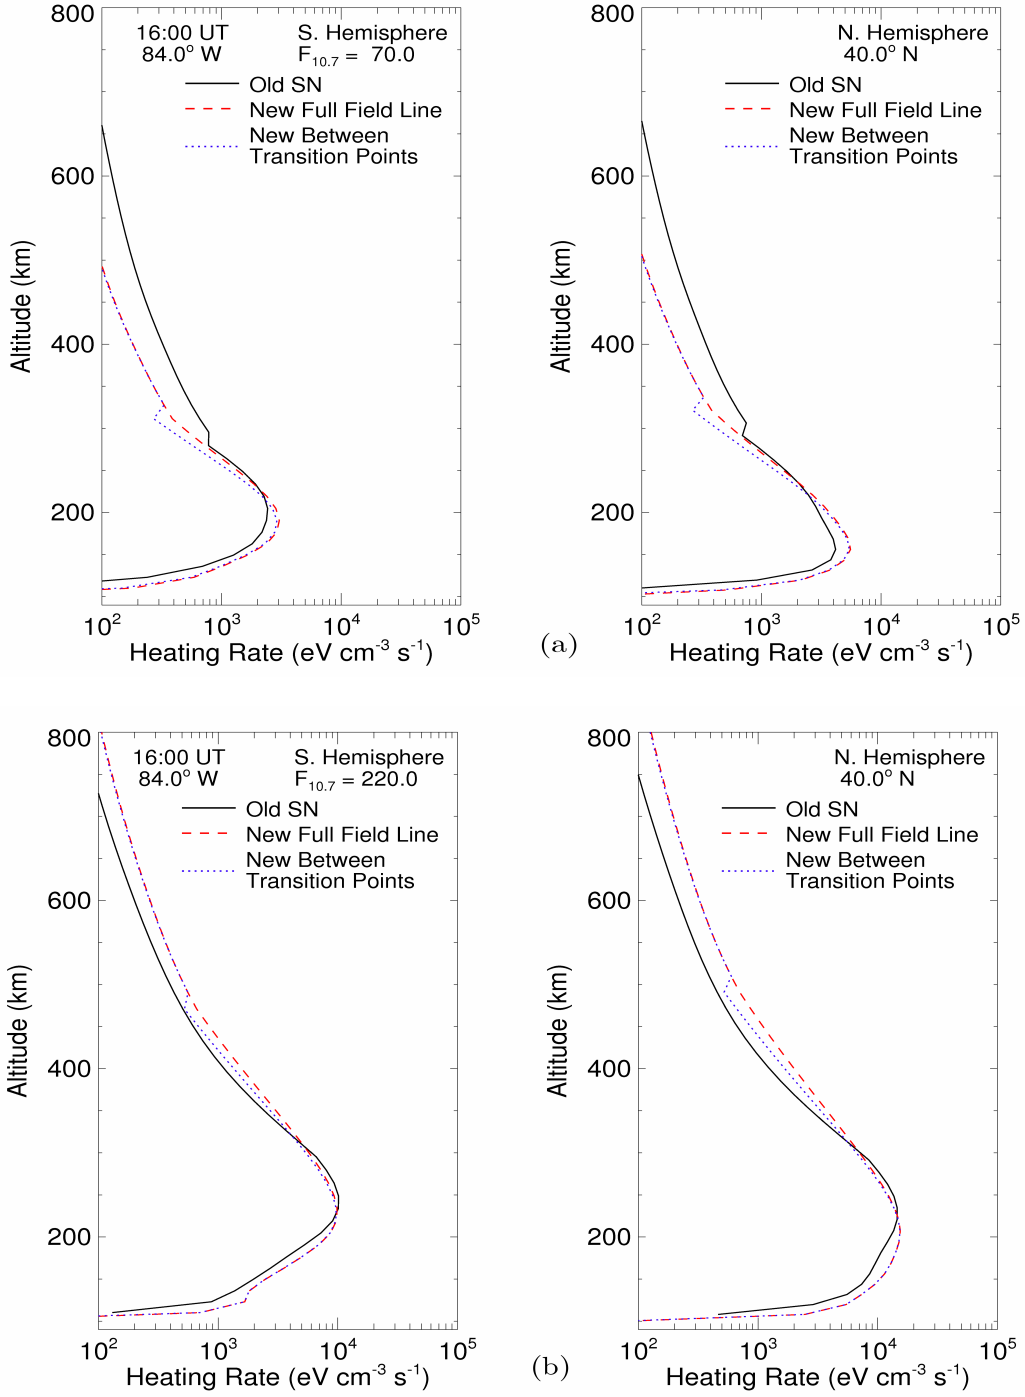 800
600
400
200
Altitude (km)
16:00 UT
84.0° W
S. Hemisphere
F10.7 = 70.0
Old SN
New Full Field Line
New Between
Transition Points
10² 10³ 10⁴ 10⁵
Heating Rate (eV cm⁻³ s⁻¹)
800
600
400
200
Altitude (km)
N. Hemisphere
40.0° N
Old SN
New Full Field Line
New Between
Transition Points
10² 10³ 10⁴ 10⁵
Heating Rate (eV cm⁻³ s⁻¹)
(a)
800
600
400
200
Altitude (km)
16:00 UT
84.0° W
S. Hemisphere
F10.7 = 220.0
Old SN
New Full Field Line
New Between
Transition Points
10² 10³ 10⁴ 10⁵
Heating Rate (eV cm⁻³ s⁻¹)
800
600
400
200
Altitude (km)
N. Hemisphere
40.0° N
Old SN
New Full Field Line
New Between
Transition Points
10² 10³ 10⁴ 10⁵
Heating Rate (eV cm⁻³ s⁻¹)
(b)